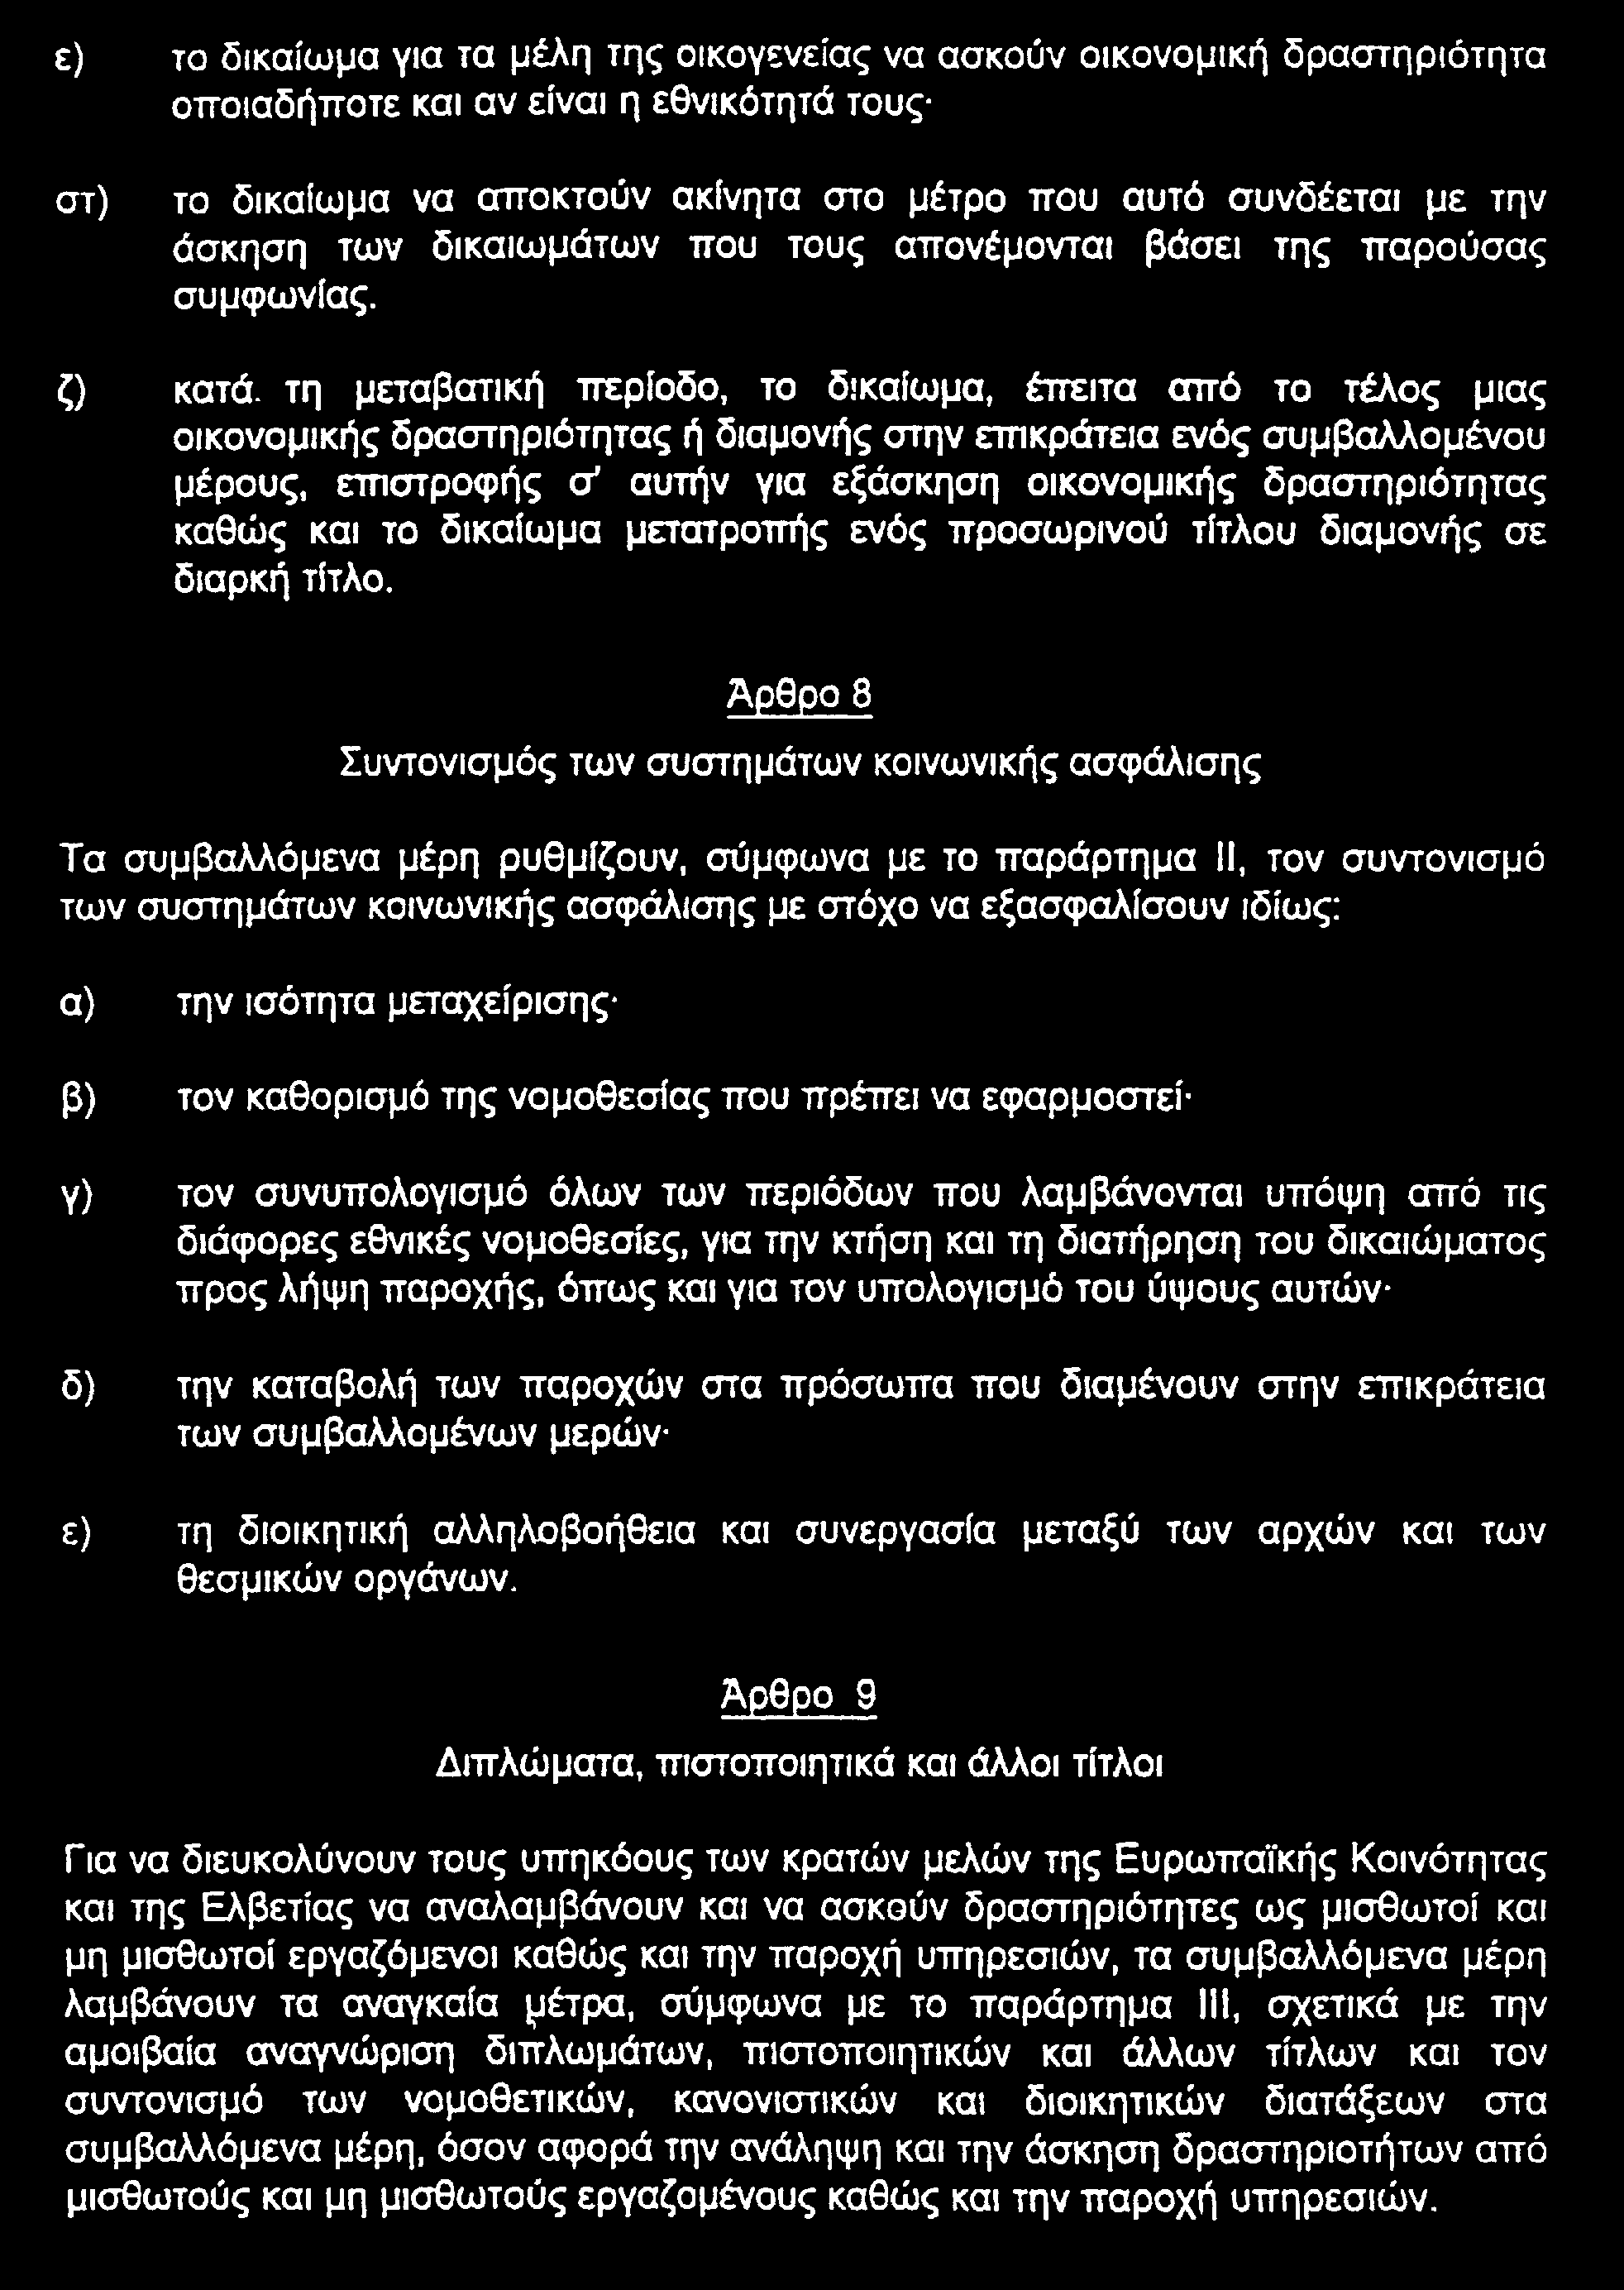 ε) το δικαίωμα για τα μέλη της οικογενείας να ασκούν οικονομική δραστηριότητα
οποιαδήποτε και αν είναι η εθνικότητά τους·
στ) το δικαίωμα να αποκτούν ακίνητα στο μέτρο που αυτό συνδέεται με την
άσκηση των δικαιωμάτων που τους απονέμονται βάσει της παρούσας
συμφωνίας.
ζ) κατά. τη μεταβατική περίοδο, το δικαίωμα, έπειτα από το τέλος μιας
οικονομικής δραστηριότητας ή διαμονής στην επικράτεια ενός συμβαλλομένου
μέρους, επιστροφής σ' αυτήν για εξάσκηση οικονομικής δραστηριότητας
καθώς και το δικαίωμα μετατροπής ενός προσωρινού τίτλου διαμονής σε
διαρκή τίτλο.
Άρθρο 8
Συντονισμός των συστημάτων κοινωνικής ασφάλισης
Τα συμβαλλόμενα μέρη ρυθμίζουν, σύμφωνα με το παράρτημα ΙΙ, τον συντονισμό
των συστημάτων κοινωνικής ασφάλισης με στόχο να εξασφαλίσουν ιδίως:
α) την ισότητα μεταχείρισης·
β) τον καθορισμό της νομοθεσίας που πρέπει να εφαρμοστεί·
γ) τον συνυπολογισμό όλων των περιόδων που λαμβάνονται υπόψη από τις
διάφορες εθνικές νομοθεσίες, για την κτήση και τη διατήρηση του δικαιώματος
προς λήψη παροχής, όπως και για τον υπολογισμό του ύψους αυτών·
δ) την καταβολή των παροχών στα πρόσωπα που διαμένουν στην επικράτεια
των συμβαλλομένων μερών·
ε) τη διοικητική αλληλοβοήθεια και συνεργασία μεταξύ των αρχών και των
θεσμικών οργάνων.
Άρθρο 9
Διπλώματα, πιστοποιητικά και άλλοι τίτλοι
Για να διευκολύνουν τους υπηκόους των κρατών μελών της Ευρωπαϊκής Κοινότητας
και της Ελβετίας να αναλαμβάνουν και να ασκούν δραστηριότητες ως μισθωτοί και
μη μισθωτοί εργαζόμενοι καθώς και την παροχή υπηρεσιών, τα συμβαλλόμενα μέρη
λαμβάνουν τα αναγκαία μέτρα, σύμφωνα με το παράρτημα ΙΙΙ, σχετικά με την
αμοιβαία αναγνώριση διπλωμάτων, πιστοποιητικών και άλλων τίτλων και τον
συντονισμό των νομοθετικών, κανονιστικών και διοικητικών διατάξεων στα
συμβαλλόμενα μέρη, όσον αφορά την ανάληψη και την άσκηση δραστηριοτήτων από
μισθωτούς και μη μισθωτούς εργαζομένους καθώς και την παροχή υπηρεσιών.